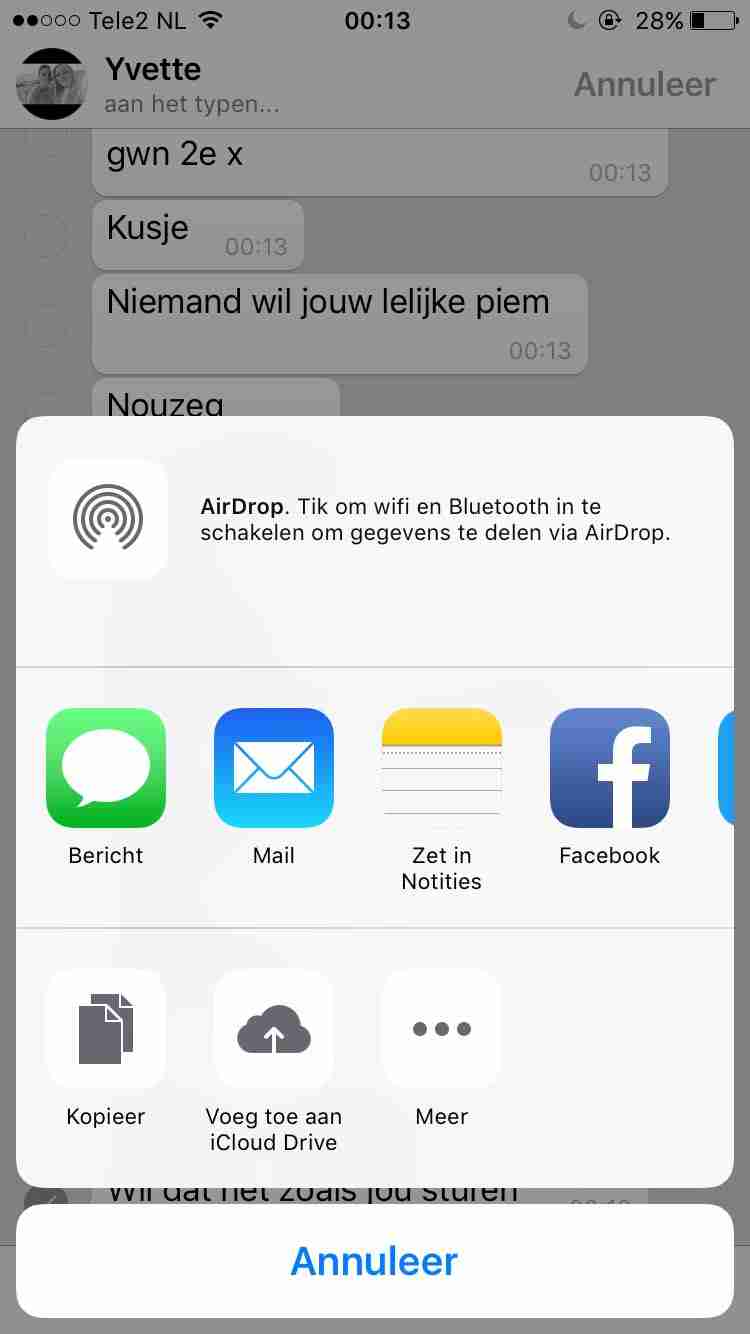 Tele2 NL 00:13 28%
Yvette
aan het typen...
Annuleer
gwn 2e x
00:13
Kusje
00:13
Niemand wil jouw lelijke piem
00:13
Nouzeg
AirDrop. Tik om wifi en Bluetooth in te
schakelen om gegevens te delen via AirDrop.
Bericht
Mail
Zet in
Notities
Facebook
Kopieer
Voeg toe aan
iCloud Drive
Meer
Wil dat net zoals jou sturen
Annuleer